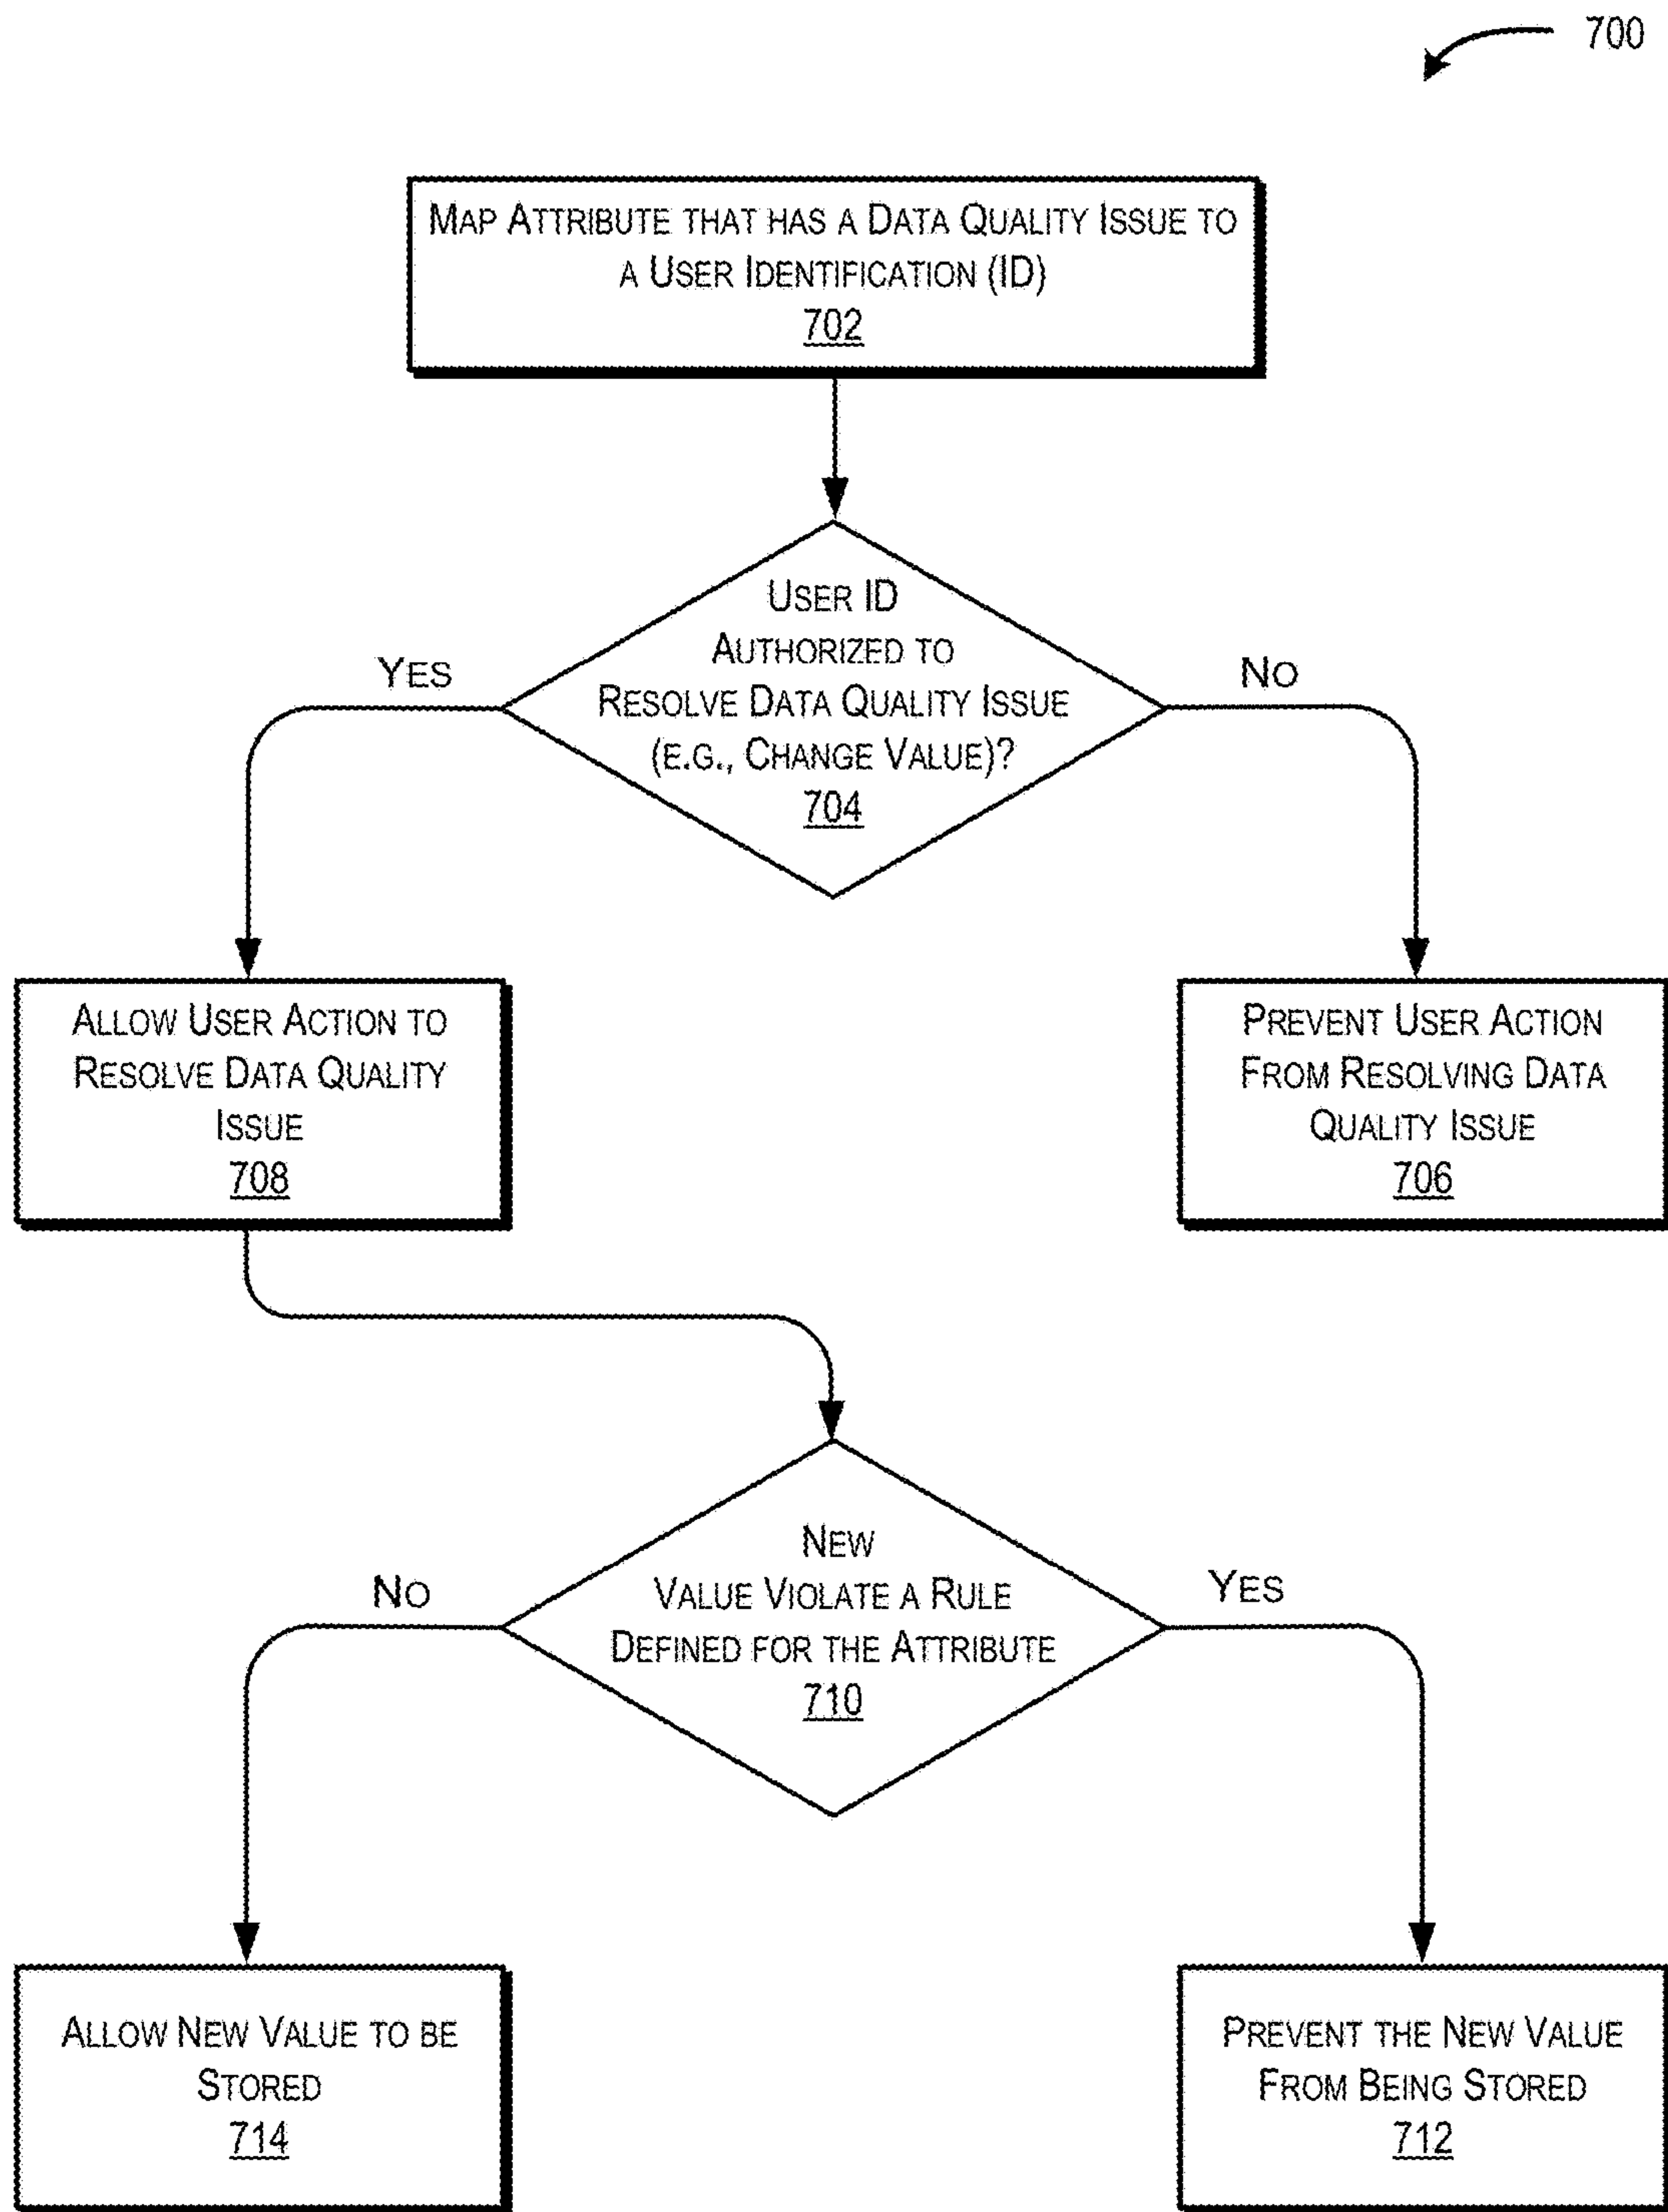 700
MAP ATTRIBUTE THAT HAS A DATA QUALITY ISSUE TO
A USER IDENTIFICATION (ID)
702
USER ID
AUTHORIZED TO
RESOLVE DATA QUALITY ISSUE
(E.G., CHANGE VALUE)?
704
YES
NO
ALLOW USER ACTION TO
RESOLVE DATA QUALITY
ISSUE
708
PREVENT USER ACTION
FROM RESOLVING DATA
QUALITY ISSUE
706
NEW
VALUE VIOLATE A RULE
DEFINED FOR THE ATTRIBUTE
710
NO
YES
ALLOW NEW VALUE TO BE
STORED
714
PREVENT THE NEW VALUE
FROM BEING STORED
712